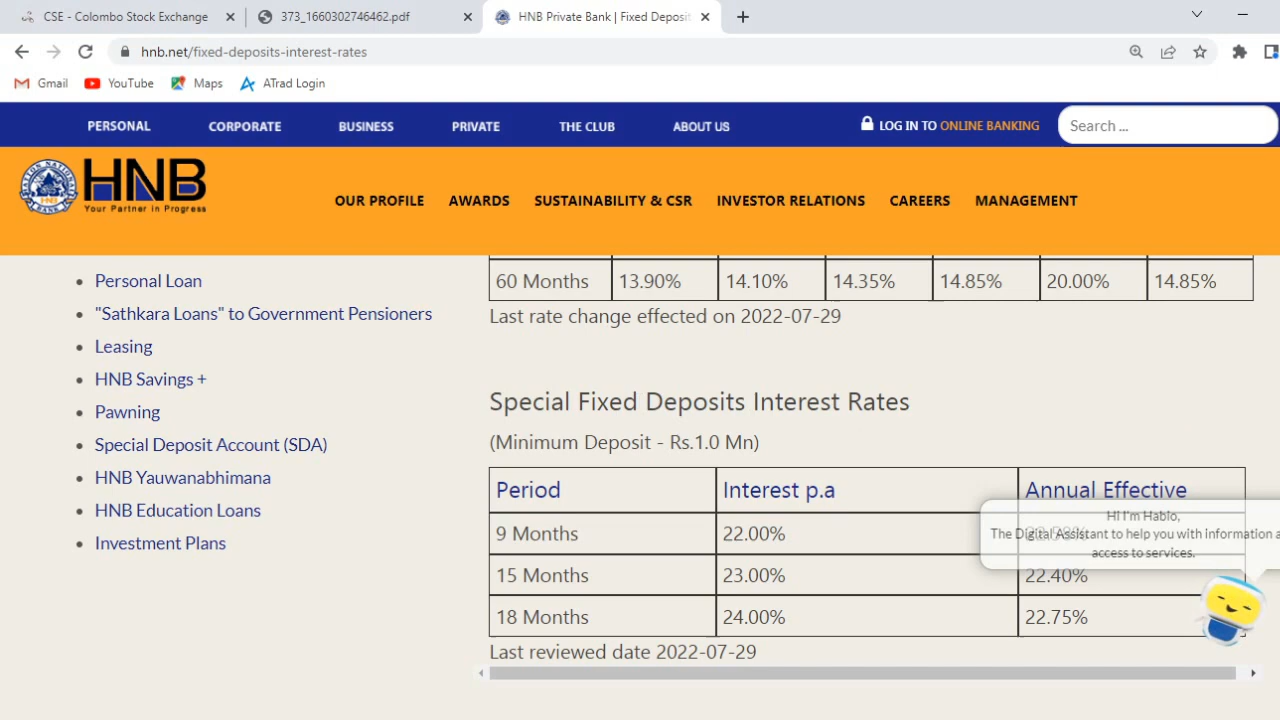 CSE - Colombo Stock Exchange
373_1660302746462.pdf
HNB Private Bank | Fixed Deposit
hnb.net/fixed-deposits-interest-rates
Gmail YouTube Maps ATrad Login
PERSONAL CORPORATE BUSINESS PRIVATE THE CLUB ABOUT US LOG IN TO ONLINE BANKING Search ...
HNB
Your Partner in Progress
OUR PROFILE AWARDS SUSTAINABILITY & CSR INVESTOR RELATIONS CAREERS MANAGEMENT
Personal Loan
"Sathkara Loans" to Government Pensioners
Leasing
HNB Savings +
Pawning
Special Deposit Account (SDA)
HNB Yauwanabhimana
HNB Education Loans
Investment Plans
60 Months 13.90% 14.10% 14.35% 14.85% 20.00% 14.85%
Last rate change effected on 2022-07-29
Special Fixed Deposits Interest Rates
(Minimum Deposit - Rs.1.0 Mn)
Period Interest p.a Annual Effective
9 Months 22.00%
15 Months 23.00% 22.40%
18 Months 24.00% 22.75%
Last reviewed date 2022-07-29
Hi I'm Habio,
The Digital Assistant to help you with information a
access to services.